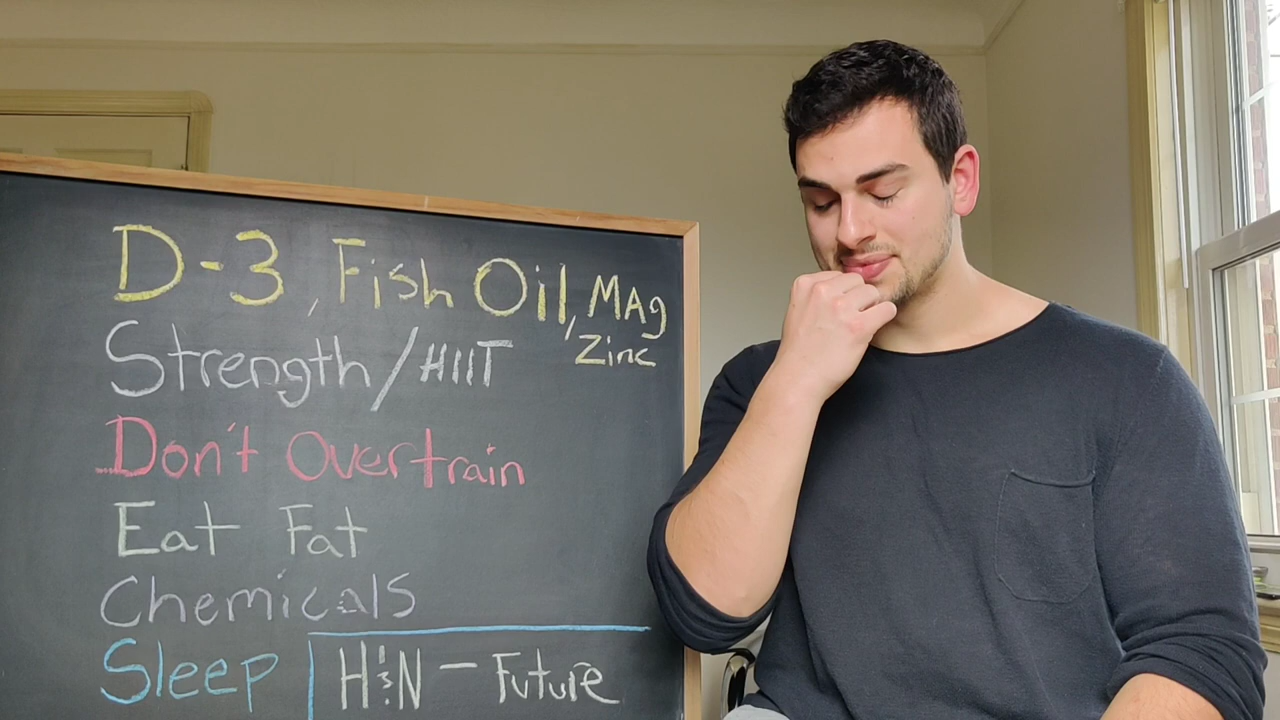 D-3, Fish Oil, MAg
Zinc
Strength/HIIT
Don't Overtrain
Eat Fat
Chemicals
Sleep
H&N — Future